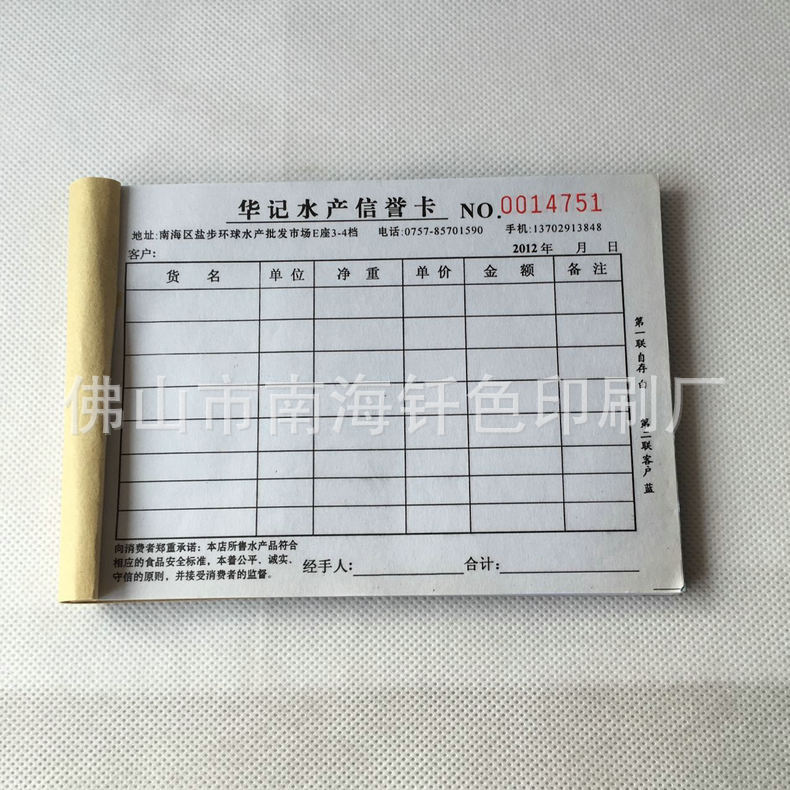 华记水产信誉卡 NO.0014751
地址:南海区盐步环球水产批发市场E座3-4档 电话:0757-85701590 手机:13702913848
客户: 2012年 月 日
货名 单位 净重 单价 金额 备注
第一联自存白 第二联客户蓝
佛山市南海钎色印刷厂
向消费者郑重承诺：本店所售水产品符合
相应的食品安全标准，本着公平、诚实、
守信的原则，并接受消费者的监督。
经手人: 合计: